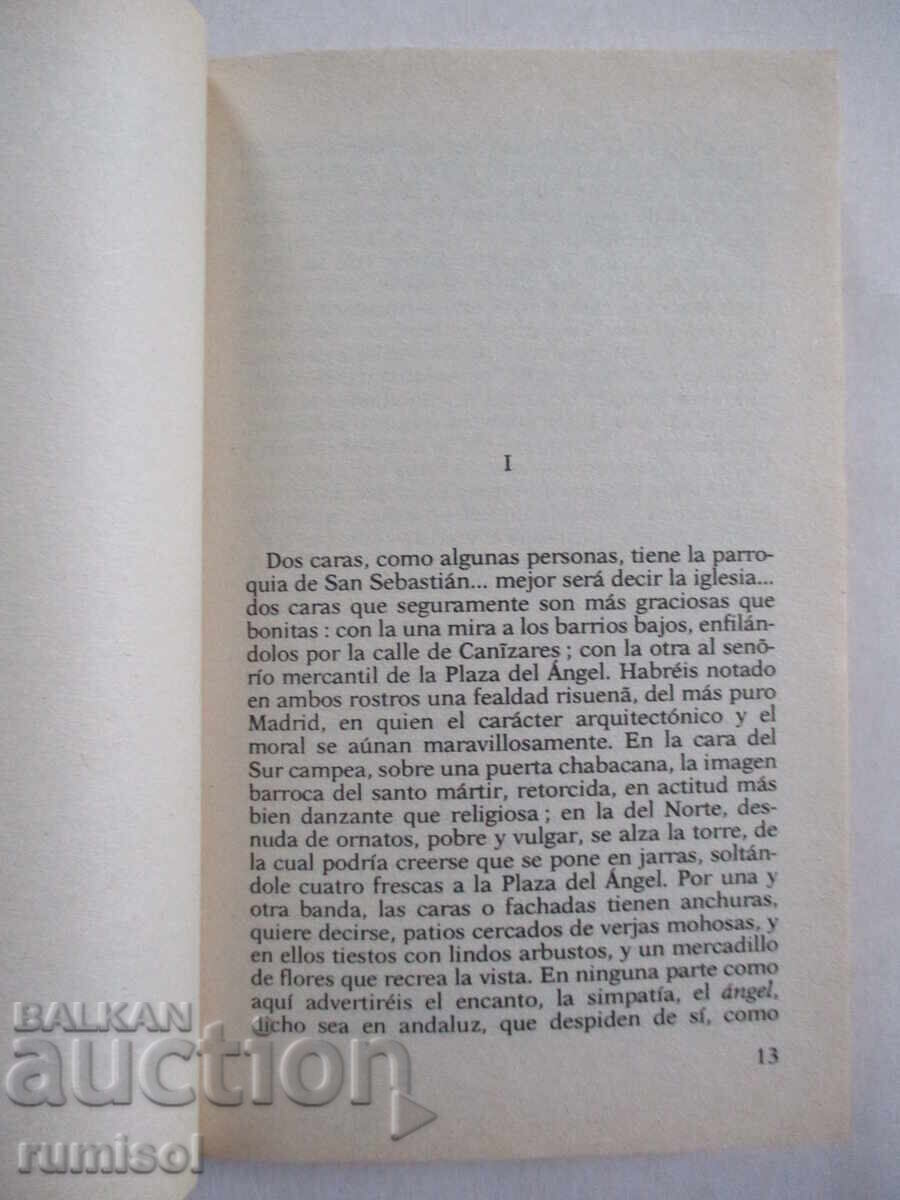 I
Dos caras, como algunas personas, tiene la parro-
quia de San Sebastián... mejor será decir la iglesia...
dos caras que seguramente son más graciosas que
bonitas : con la una mira a los barrios bajos, enfilán-
dolos por la calle de Canīzares ; con la otra al senō-
río mercantil de la Plaza del Ángel. Habréis notado
en ambos rostros una fealdad risuenā, del más puro
Madrid, en quien el carácter arquitectónico y el
moral se aúnan maravillosamente. En la cara del
Sur campea, sobre una puerta chabacana, la imagen
barroca del santo mártir, retorcida, en actitud más
bien danzante que religiosa ; en la del Norte, des-
nuda de ornatos, pobre y vulgar, se alza la torre, de
la cual podría creerse que se pone en jarras, soltán-
dole cuatro frescas a la Plaza del Ángel. Por una y
otra banda, las caras o fachadas tienen anchuras,
quiere decirse, patios cercados de verjas mohosas, y
en ellos tiestos con lindos arbustos, y un mercadillo
de flores que recrea la vista. En ninguna parte como
aquí advertiréis el encanto, la simpatía, el ángel,
dicho sea en andaluz, que despiden de sí, como
13
BALKAN
auction
rumisol